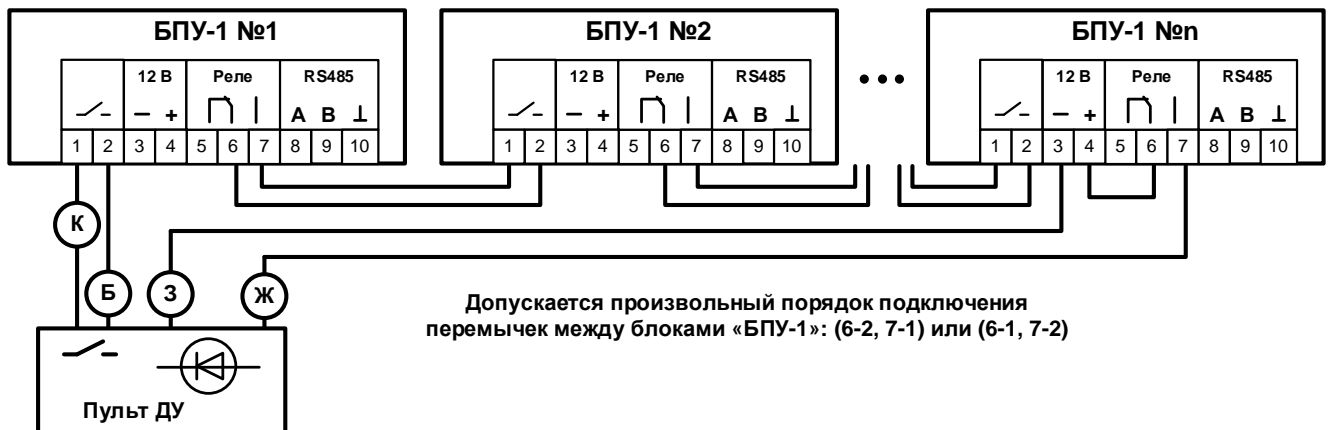 БПУ-1 №1 БПУ-1 №2 БПУ-1 №n
12 В Реле RS485 12 В Реле RS485 12 В Реле RS485
− + A B ⊥ − + A B ⊥ − + A B ⊥
1 2 3 4 5 6 7 8 9 10 1 2 3 4 5 6 7 8 9 10 1 2 3 4 5 6 7 8 9 10
К
Б З Ж
Допускается произвольный порядок подключения
перемычек между блоками «БПУ-1»: (6-2, 7-1) или (6-1, 7-2)
Пульт ДУ